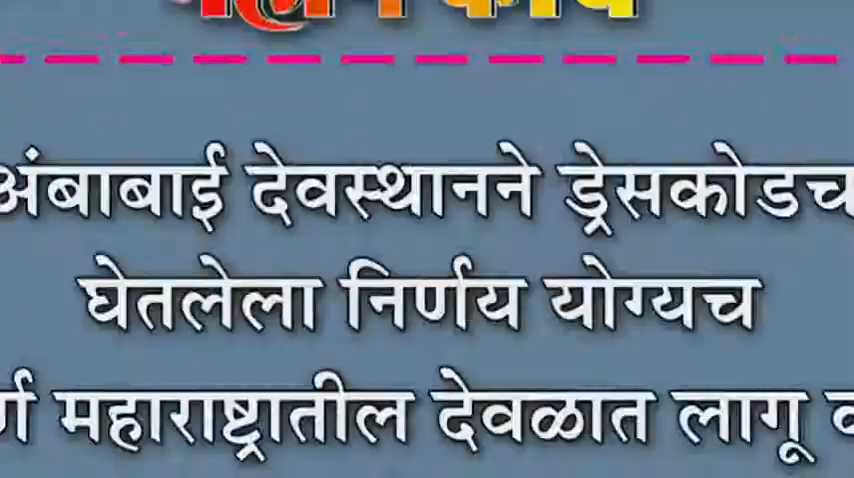 अंबाबाई देवस्थानने ड्रेसकोडच
घेतलेला निर्णय योग्यच
महाराष्ट्रातील देवळात लागू